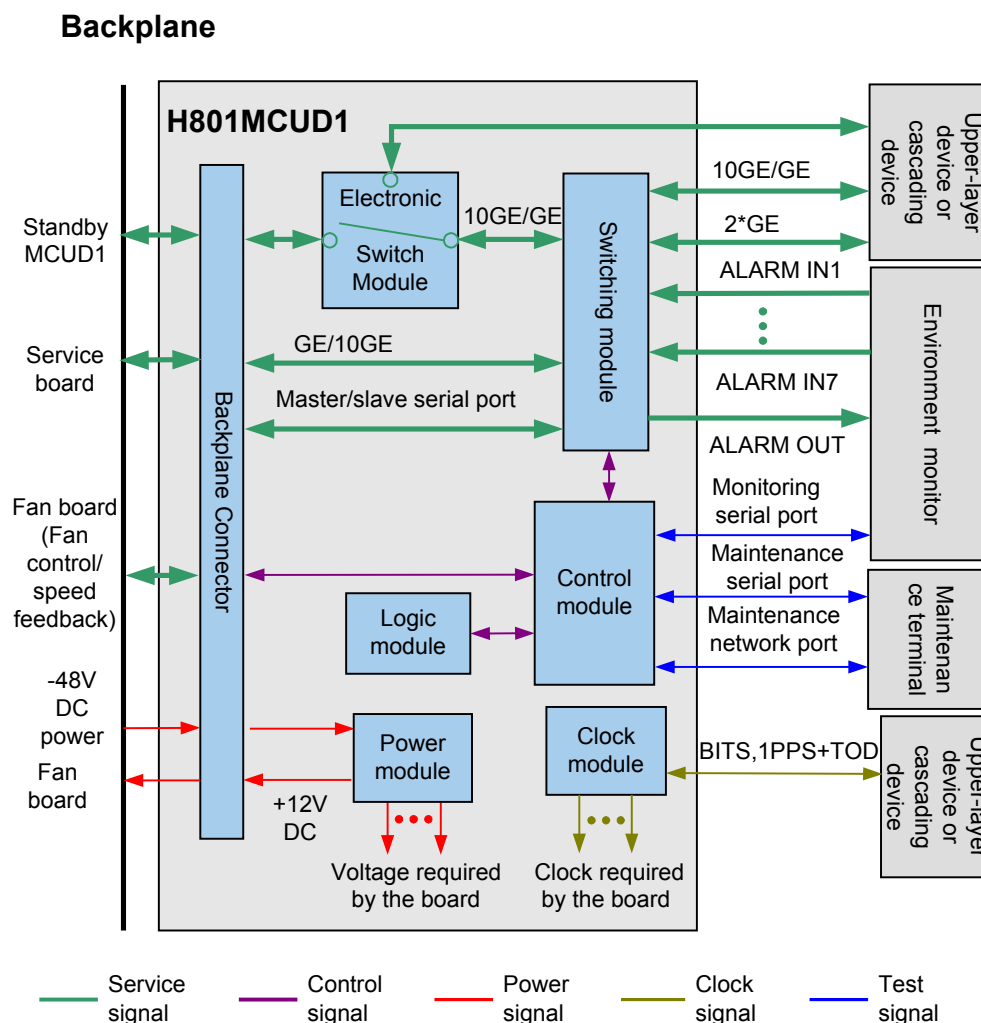 Backplane
H801MCUD1
Standby
MCUD1
Service
board
Fan board
(Fan
control/
speed
feedback)
-48V
DC
power
Fan
board
Backplane Connector
Electronic
Switch
Module
10GE/GE
GE/10GE
Master/slave serial port
Switching module
Control
module
Logic
module
Power
module
+12V
DC
Voltage required
by the board
Clock
module
Clock required
by the board
10GE/GE
2*GE
ALARM IN1
ALARM IN7
ALARM OUT
Monitoring
serial port
Maintenance
serial port
Maintenance
network port
BITS,1PPS+TOD
Upper-layer
device or
cascading
device
Environment monitor
Maintenan
ce terminal
Upper-layer
device or
cascading
device
Service
signal
Control
signal
Power
signal
Clock
signal
Test
signal